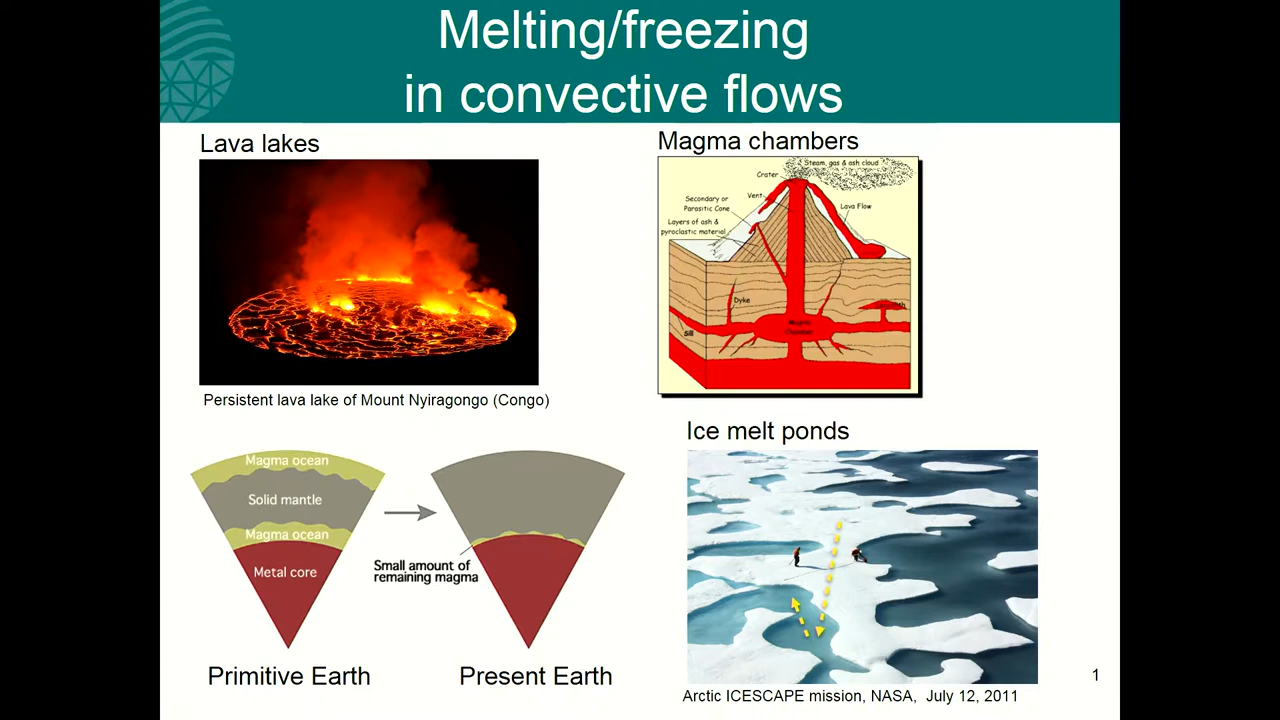 Melting/freezing
in convective flows
Lava lakes
Persistent lava lake of Mount Nyiragongo (Congo)
Magma chambers
Steam, gas & ash cloud
Crater
Vent
Secondary or
Parasitic Cone
Lava Flow
Layers of ash &
pyroclastic material
Dyke
Sill
Magma
Chamber
Magma ocean
Solid mantle
Magma ocean
Metal core
Small amount of
remaining magma
Primitive Earth
Present Earth
Ice melt ponds
Arctic ICESCAPE mission, NASA, July 12, 2011
1